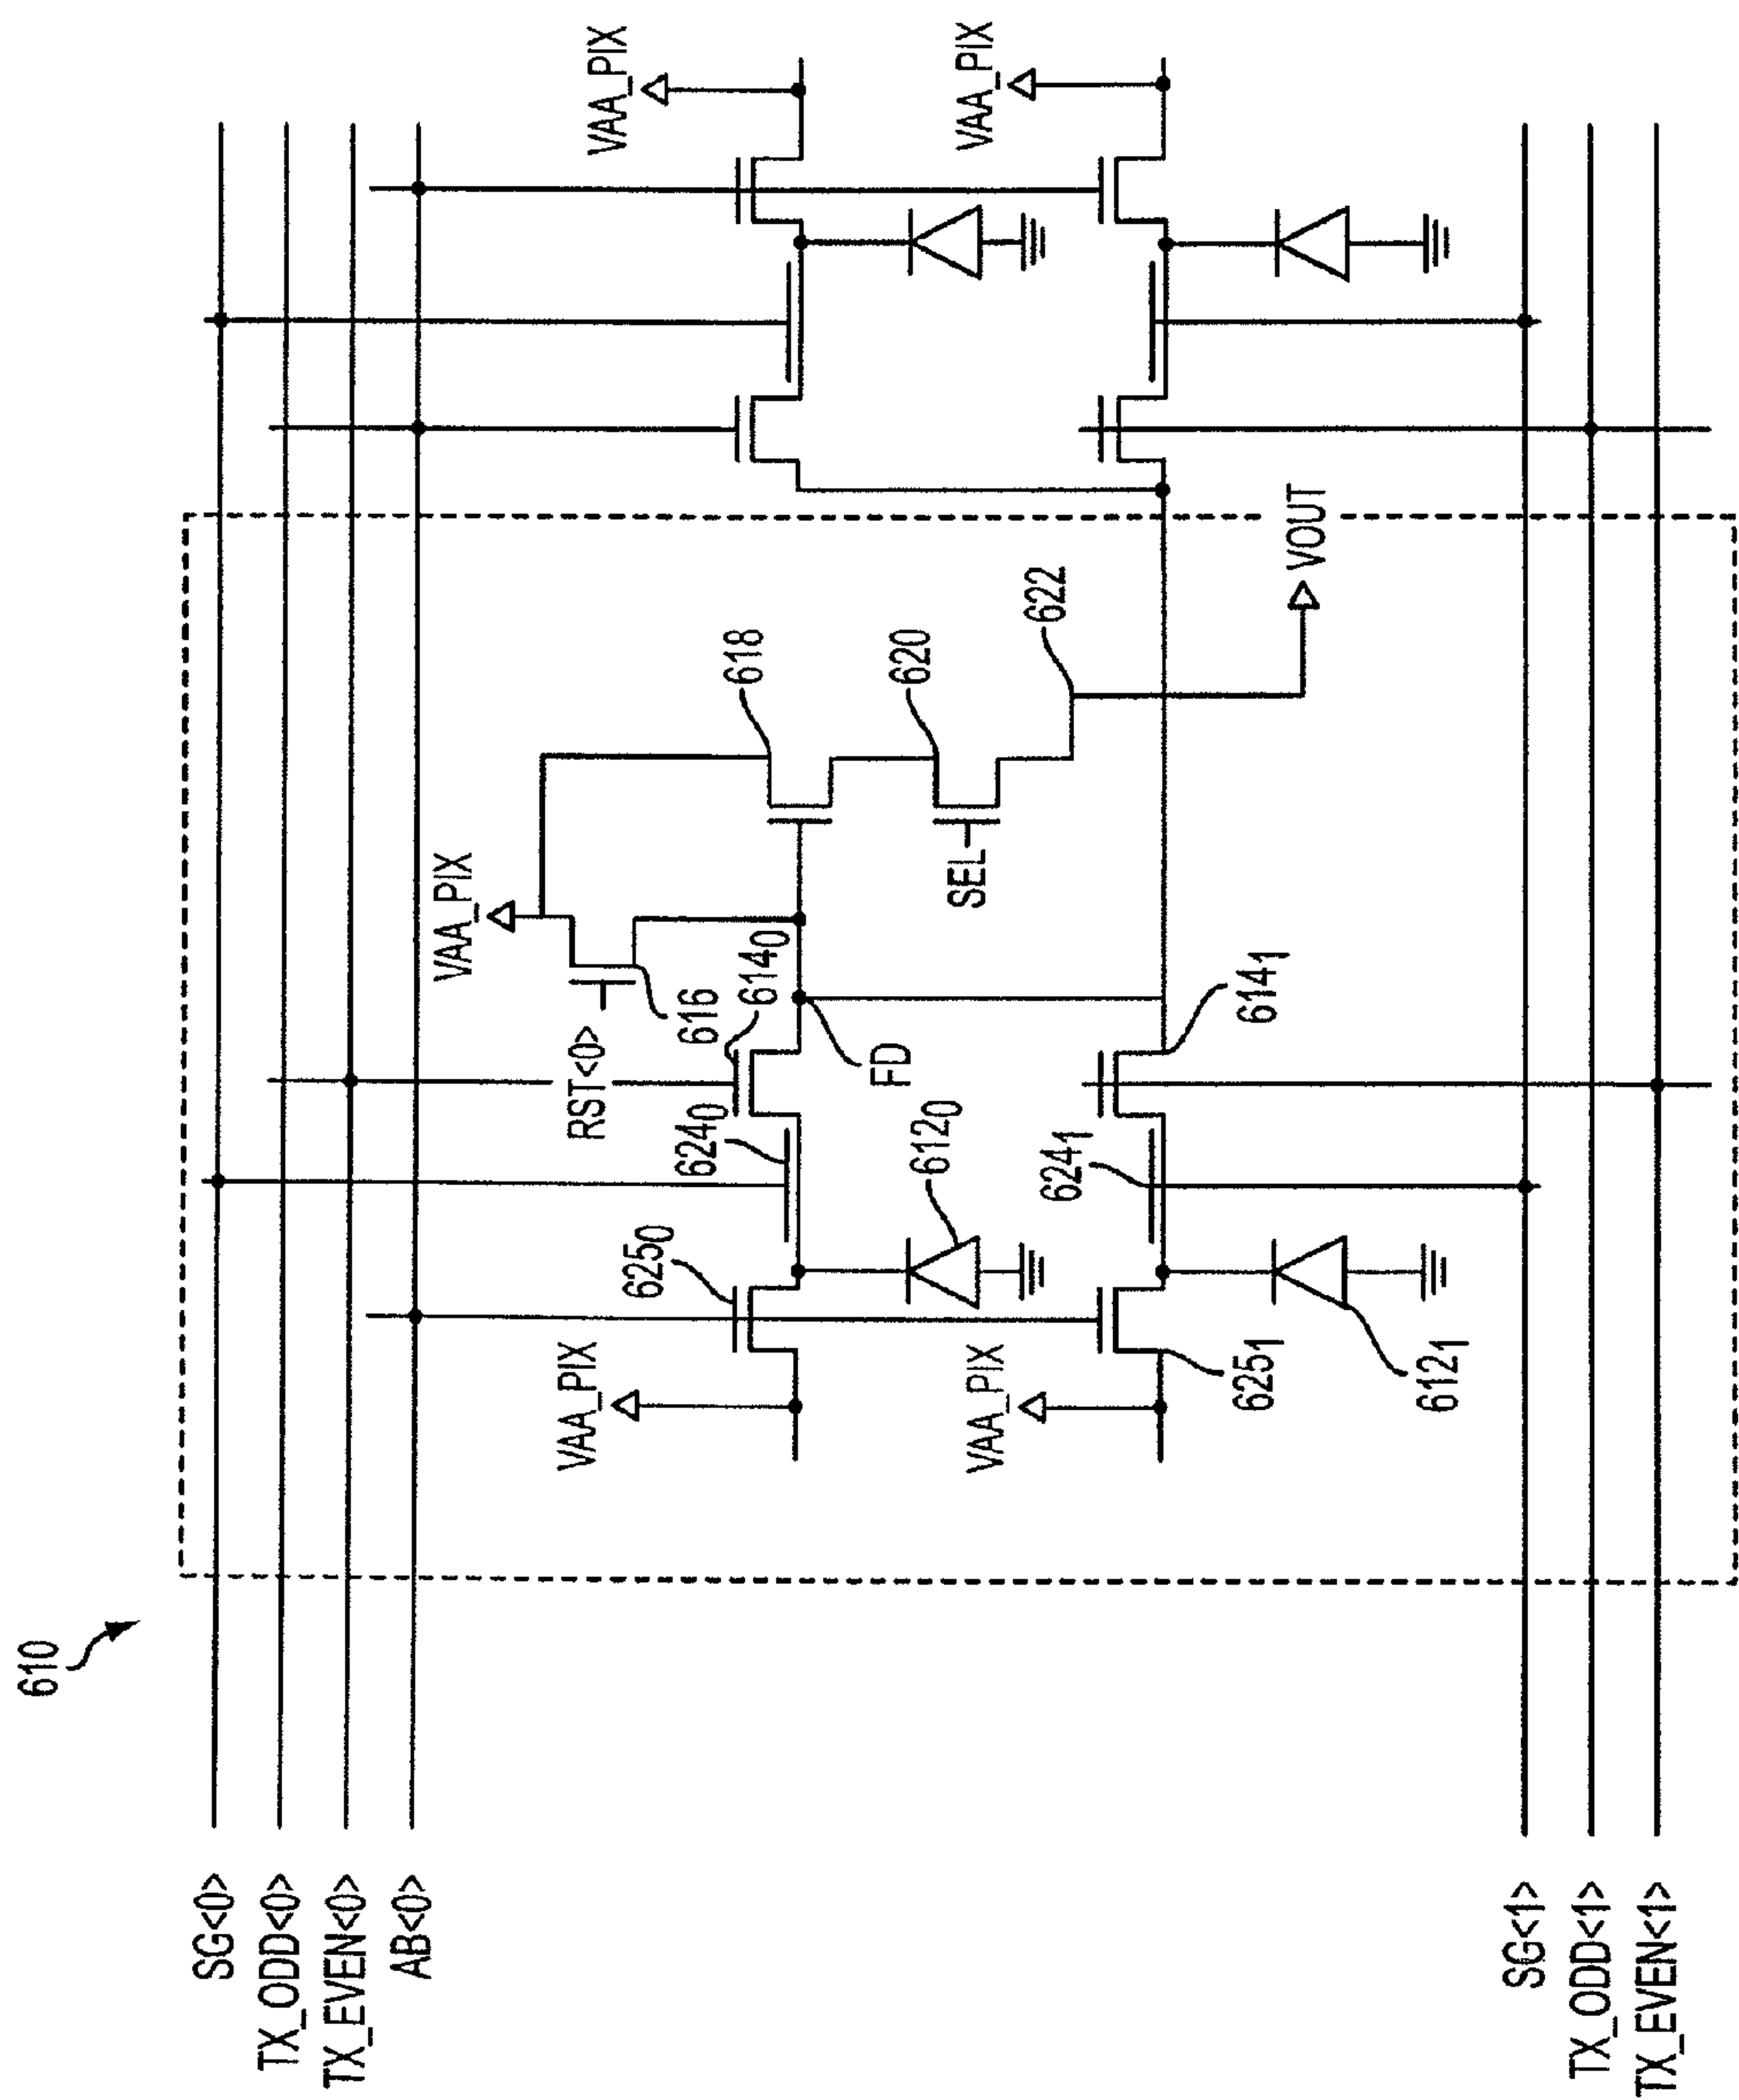 610
SG<0>
TX_ODD<0>
TX_EVEN<0>
AB<0>
VAA_PIX
VAA_PIX
VAA_PIX
VAA_PIX
VAA_PIX
RST<0>
616
614₀
618
620
SEL
622
VOUT
FD
624₀
625₀
612₀
614₁
624₁
625₁
612₁
SG<1>
TX_ODD<1>
TX_EVEN<1>